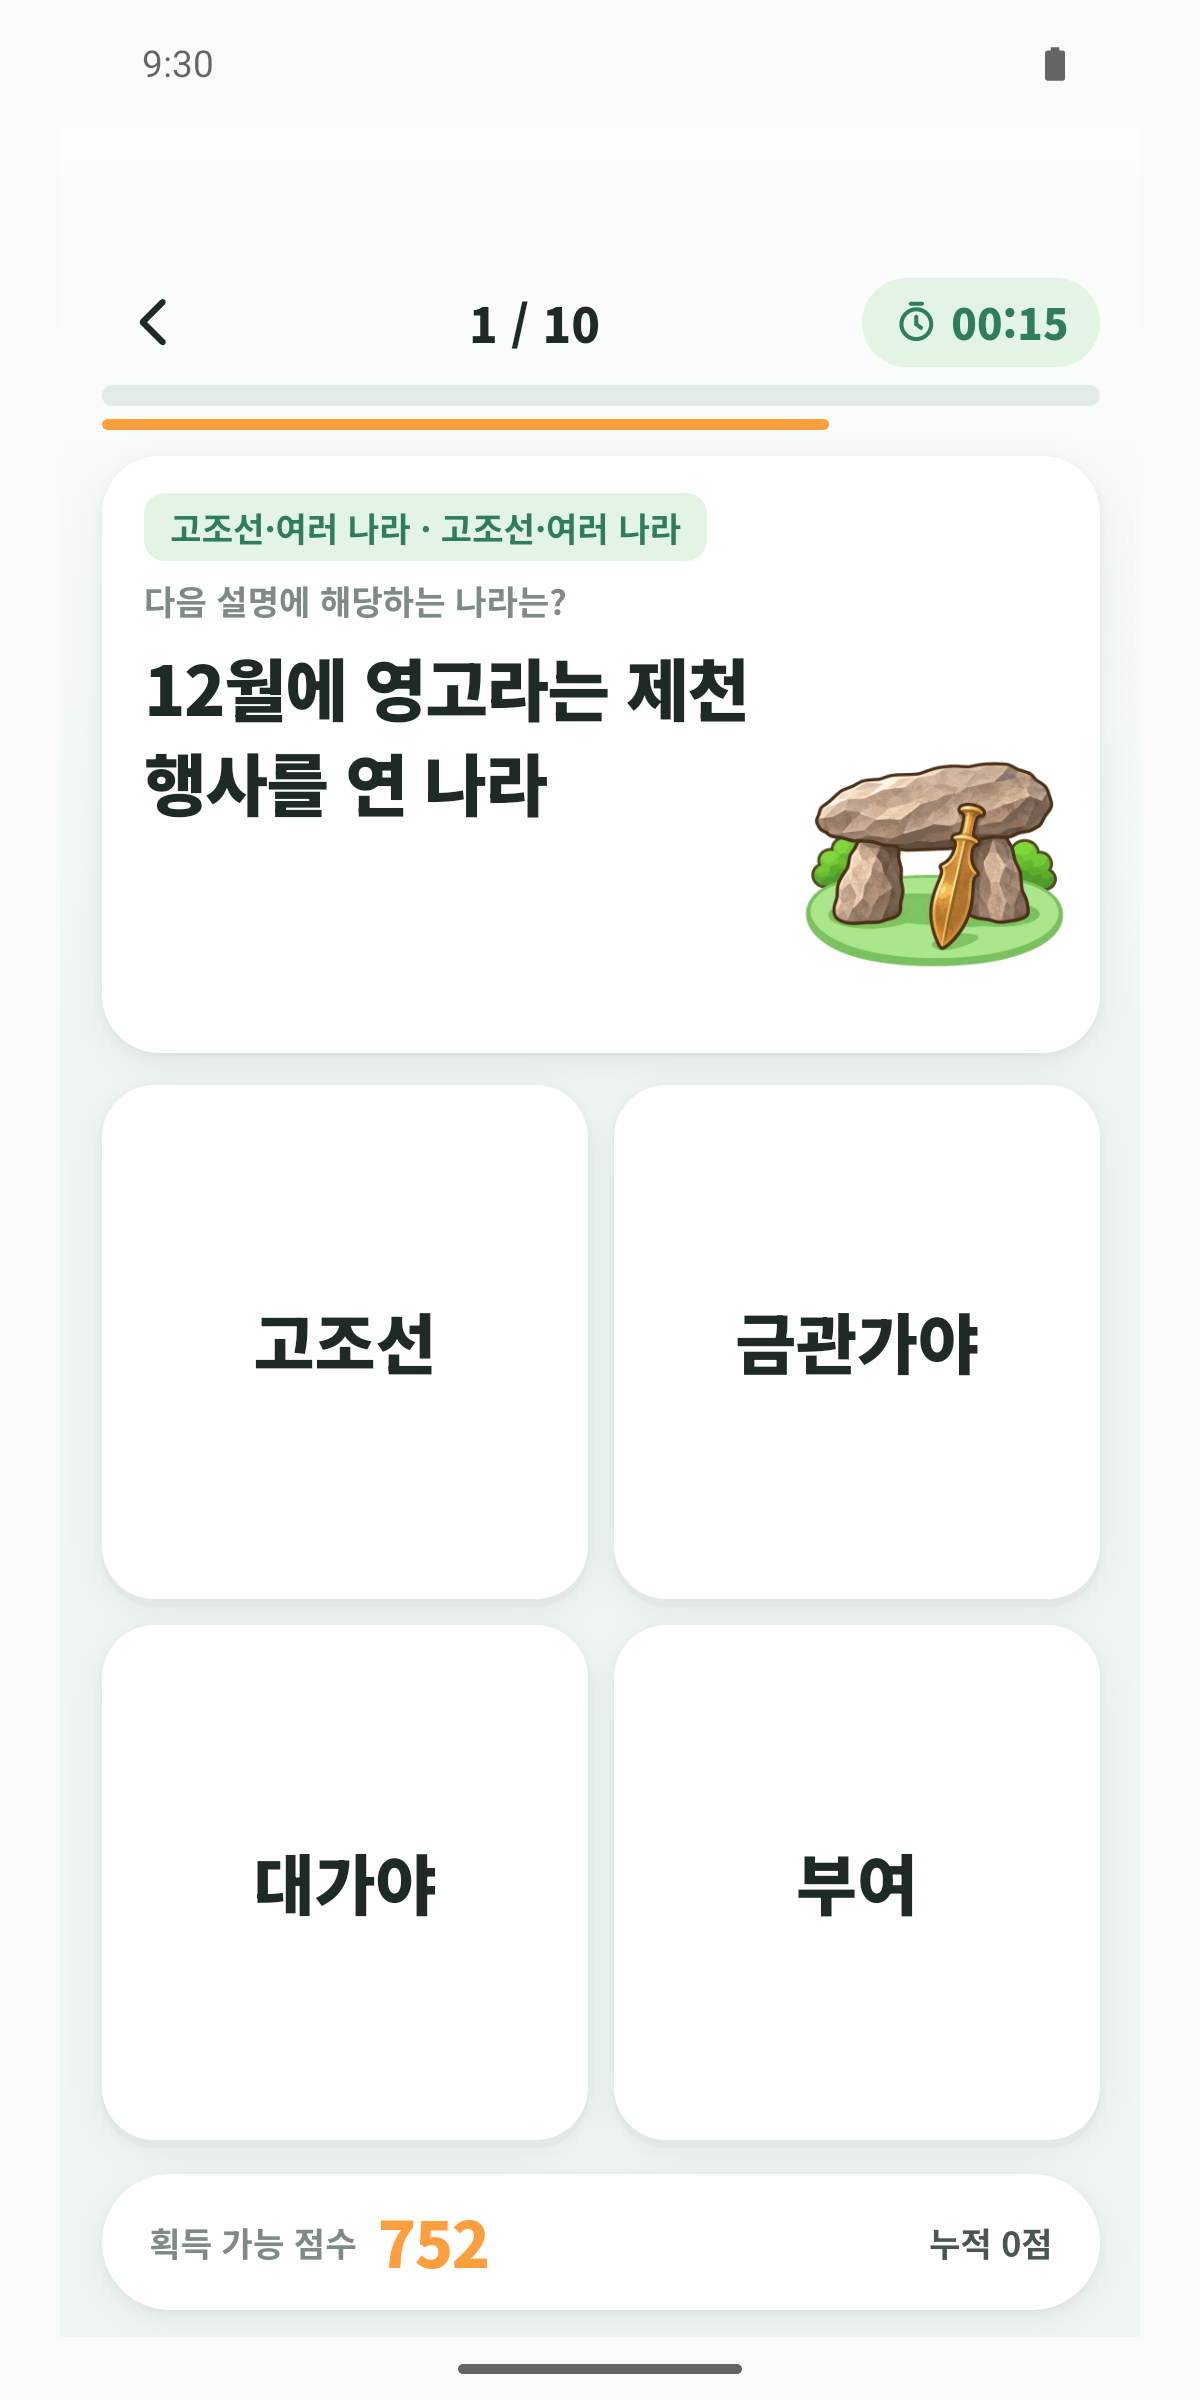 9:30
1 / 10
00:15
고조선·여러 나라 · 고조선·여러 나라
다음 설명에 해당하는 나라는?
12월에 영고라는 제천
행사를 연 나라
고조선
금관가야
대가야
부여
획득 가능 점수 752
누적 0점